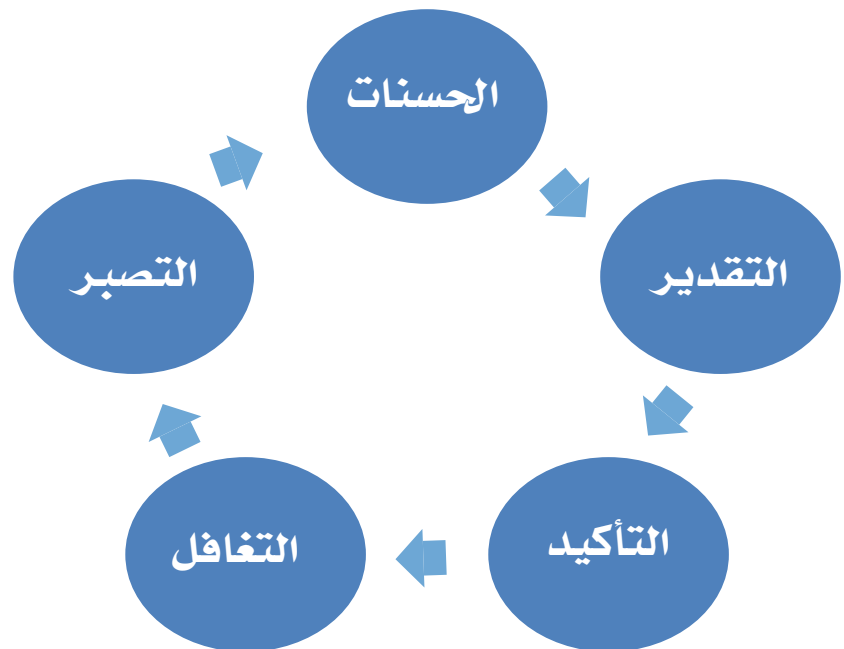 الحسنات
التقدير
التأكيد
التغافل
التصبر